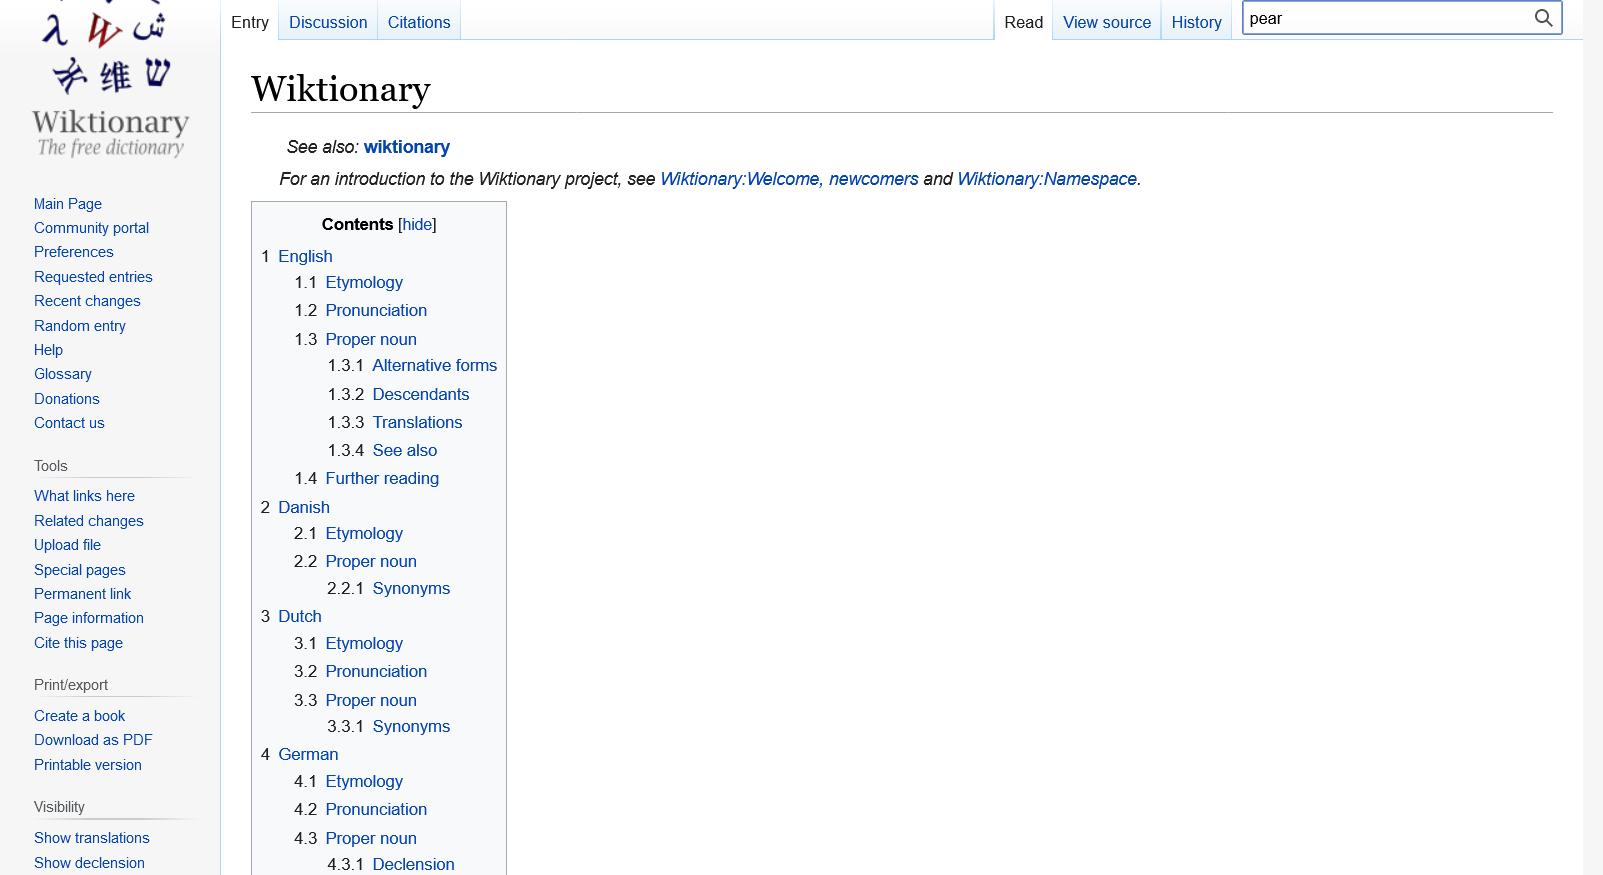 Entry Discussion Citations Read View source History pear
λ W ش
维 ש
Wiktionary
The free dictionary
Main Page
Community portal
Preferences
Requested entries
Recent changes
Random entry
Help
Glossary
Donations
Contact us
Tools
What links here
Related changes
Upload file
Special pages
Permanent link
Page information
Cite this page
Print/export
Create a book
Download as PDF
Printable version
Visibility
Show translations
Show declension
Wiktionary
See also: wiktionary
For an introduction to the Wiktionary project, see Wiktionary:Welcome, newcomers and Wiktionary:Namespace.
Contents [hide]
1 English
1.1 Etymology
1.2 Pronunciation
1.3 Proper noun
1.3.1 Alternative forms
1.3.2 Descendants
1.3.3 Translations
1.3.4 See also
1.4 Further reading
2 Danish
2.1 Etymology
2.2 Proper noun
2.2.1 Synonyms
3 Dutch
3.1 Etymology
3.2 Pronunciation
3.3 Proper noun
3.3.1 Synonyms
4 German
4.1 Etymology
4.2 Pronunciation
4.3 Proper noun
4.3.1 Declension